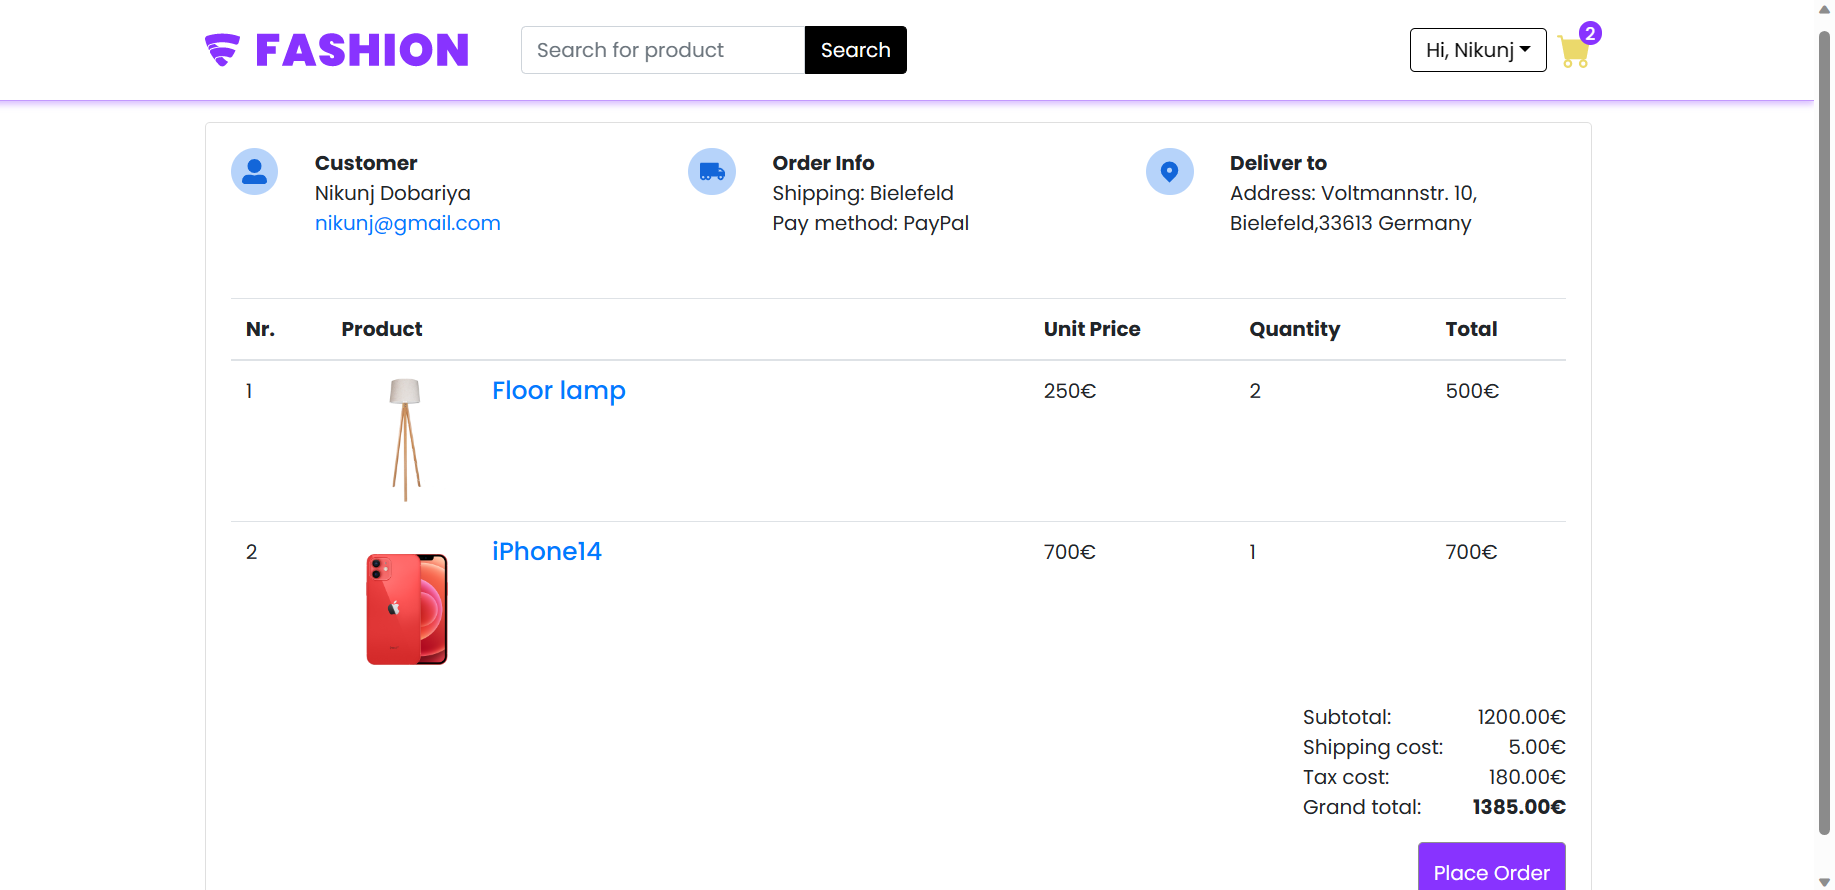 FASHION
Search for product
Search
Hi, Nikunj
2
Customer
Nikunj Dobariya
nikunj@gmail.com
Order Info
Shipping: Bielefeld
Pay method: PayPal
Deliver to
Address: Voltmannstr. 10,
Bielefeld,33613 Germany
Nr. Product Unit Price Quantity Total
1 Floor lamp 250€ 2 500€
2 iPhone14 700€ 1 700€
Subtotal: 1200.00€
Shipping cost: 5.00€
Tax cost: 180.00€
Grand total: 1385.00€
Place Order